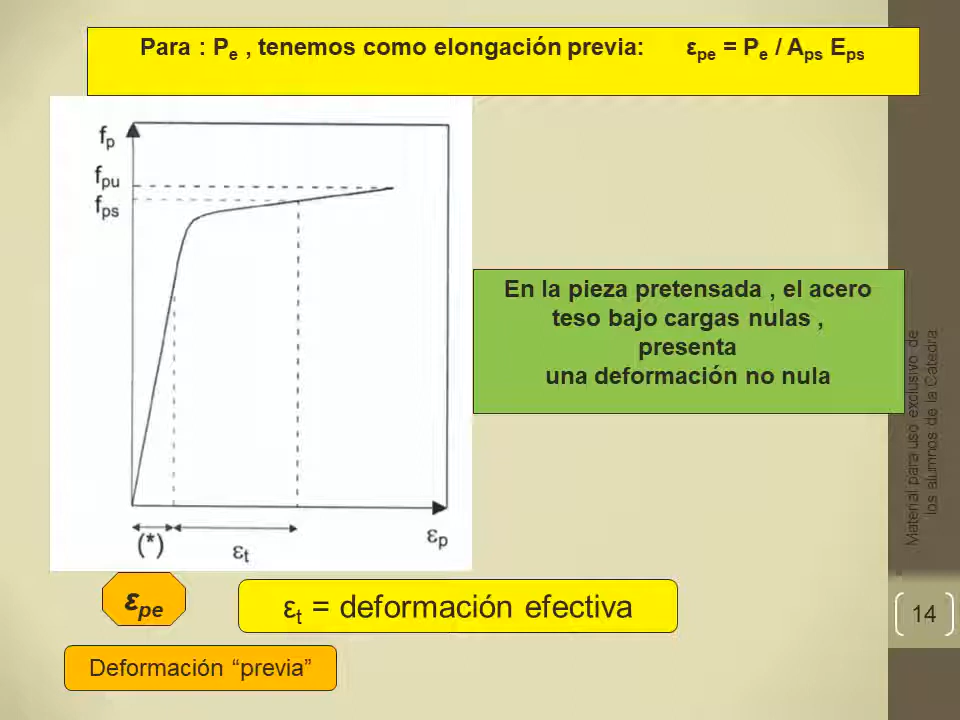 Para : Pe , tenemos como elongación previa: εpe = Pe / Aps Eps
fp
fpu
fps
(*)
εt
εp
En la pieza pretensada , el acero
teso bajo cargas nulas ,
presenta
una deformación no nula
εpe
εt = deformación efectiva
Deformación “previa”
Material para uso exclusivo de
los alumnos de la Catedra
14